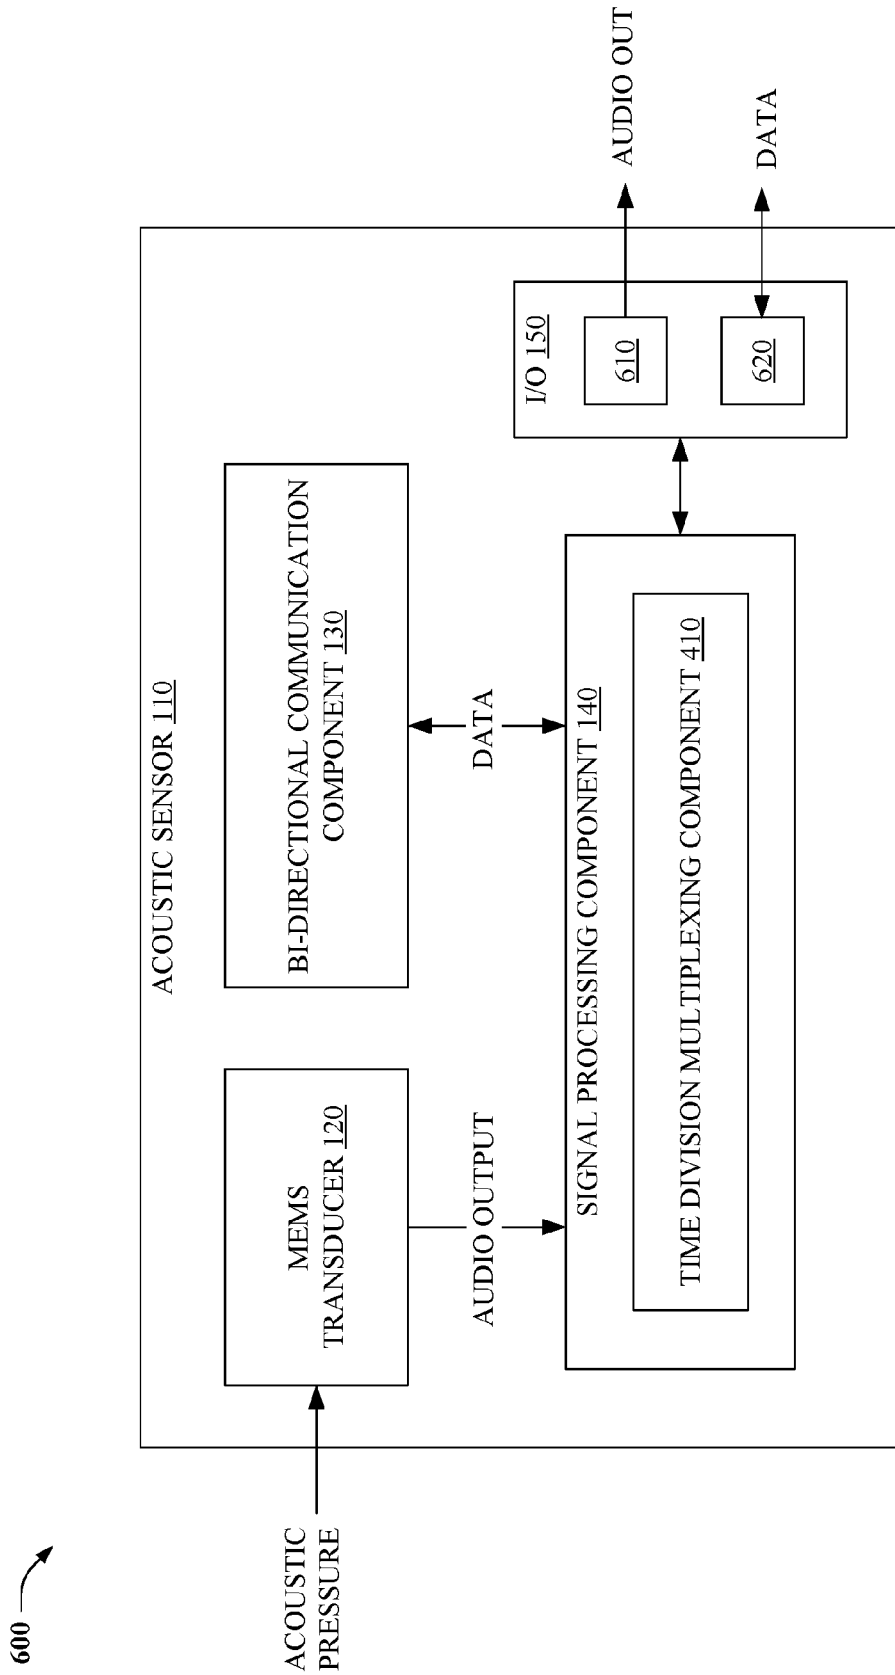 600
ACOUSTIC SENSOR 110
ACOUSTIC
PRESSURE
MEMS
TRANSDUCER 120
BI-DIRECTIONAL COMMUNICATION
COMPONENT 130
AUDIO OUTPUT
DATA
SIGNAL PROCESSING COMPONENT 140
TIME DIVISION MULTIPLEXING COMPONENT 410
I/O 150
610
620
AUDIO OUT
DATA